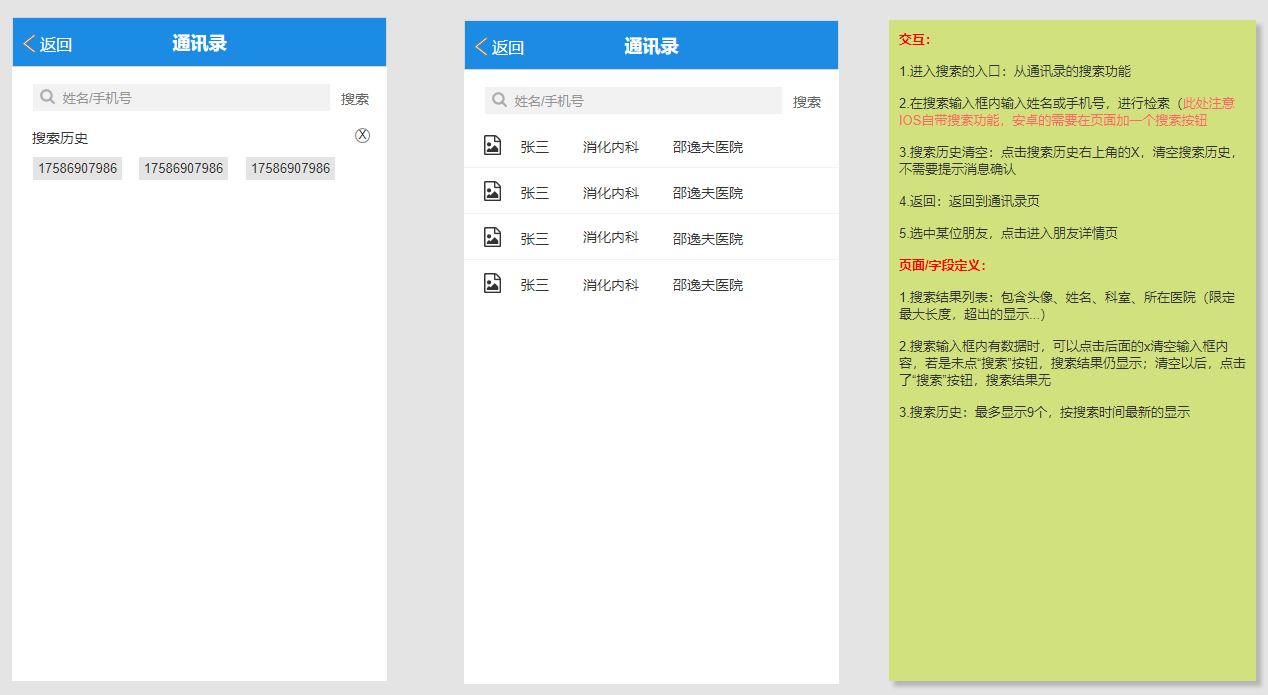 返回
通讯录
姓名/手机号
搜索
搜索历史
X
17586907986
17586907986
17586907986
返回
通讯录
姓名/手机号
搜索
张三 消化内科 邵逸夫医院
张三 消化内科 邵逸夫医院
张三 消化内科 邵逸夫医院
张三 消化内科 邵逸夫医院
交互：
1.进入搜索的入口：从通讯录的搜索功能
2.在搜索输入框内输入姓名或手机号，进行检索（此处注意
IOS自带搜索功能，安卓的需要在页面加一个搜索按钮
3.搜索历史清空：点击搜索历史右上角的X，清空搜索历史，
不需要提示消息确认
4.返回：返回到通讯录页
5.选中某位朋友，点击进入朋友详情页
页面/字段定义：
1.搜索结果列表：包含头像、姓名、科室、所在医院（限定
最大长度，超出的显示...）
2.搜索输入框内有数据时，可以点击后面的x清空输入框内
容，若是未点“搜索”按钮，搜索结果仍显示；清空以后，点击
了“搜索”按钮，搜索结果无
3.搜索历史：最多显示9个，按搜索时间最新的显示